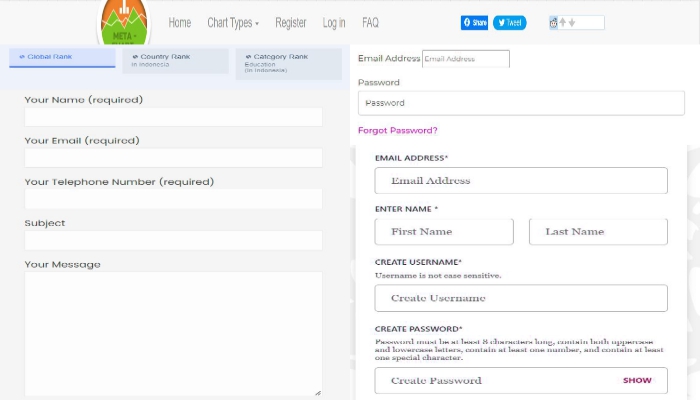 META -
Home Chart Types Register Log in FAQ
Share Tweet
Global Rank
Country Rank
in Indonesia
Category Rank
Education
(In Indonesia)
Your Name (required)
Your Email (required)
Your Telephone Number (required)
Subject
Your Message
Email Address Email Address
Password
Password
Forgot Password?
EMAIL ADDRESS*
Email Address
ENTER NAME *
First Name Last Name
CREATE USERNAME*
Username is not case sensitive.
Create Username
CREATE PASSWORD*
Password must be at least 8 characters long, contain both uppercase
and lowercase letters, contain at least one number, and contain at least
one special character.
Create Password SHOW